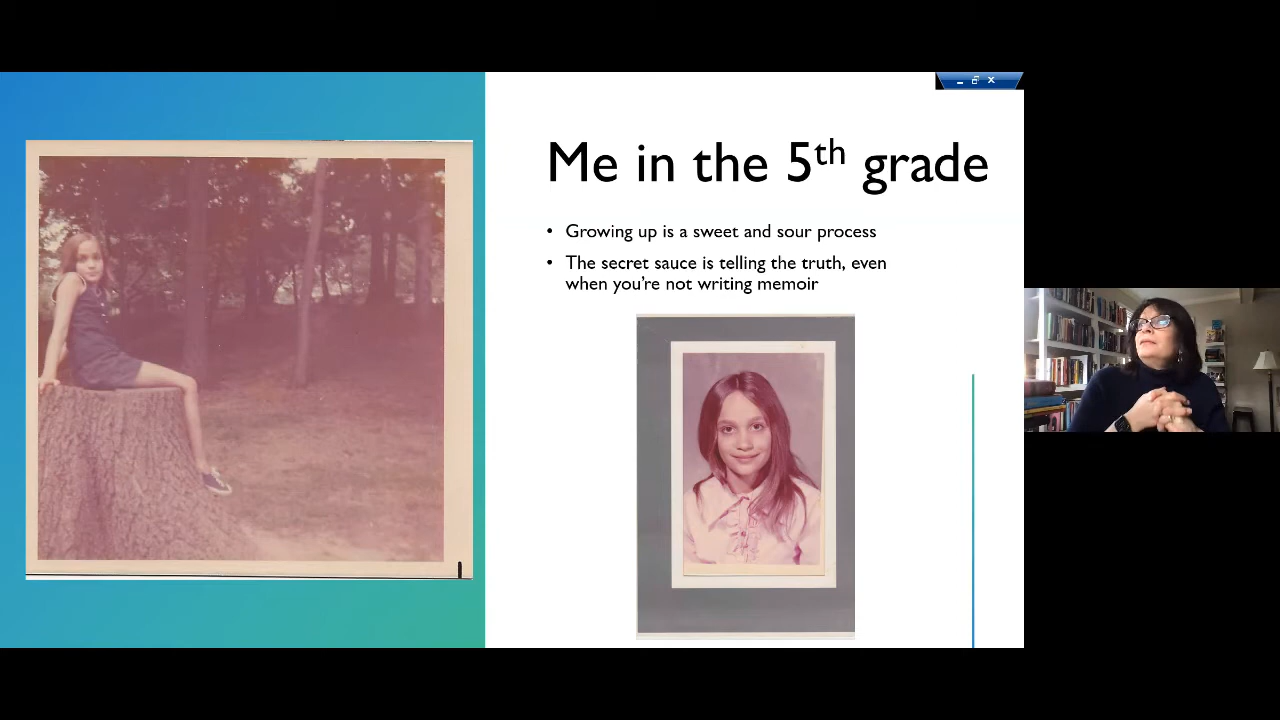 Me in the 5th grade
• Growing up is a sweet and sour process
• The secret sauce is telling the truth, even
when you’re not writing memoir